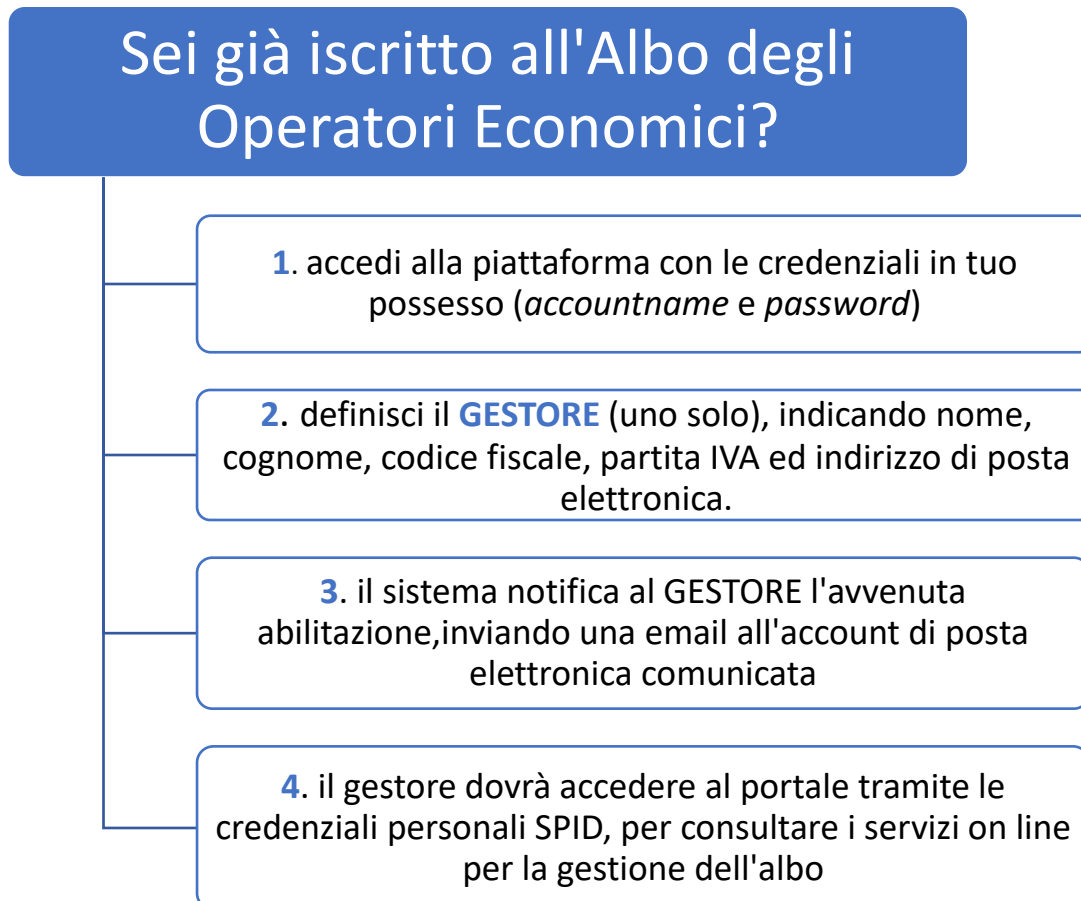 Sei già iscritto all'Albo degli
Operatori Economici?
1. accedi alla piattaforma con le credenziali in tuo
possesso (accountname e password)
2. definisci il GESTORE (uno solo), indicando nome,
cognome, codice fiscale, partita IVA ed indirizzo di posta
elettronica.
3. il sistema notifica al GESTORE l'avvenuta
abilitazione,inviando una email all'account di posta
elettronica comunicata
4. il gestore dovrà accedere al portale tramite le
credenziali personali SPID, per consultare i servizi on line
per la gestione dell'albo